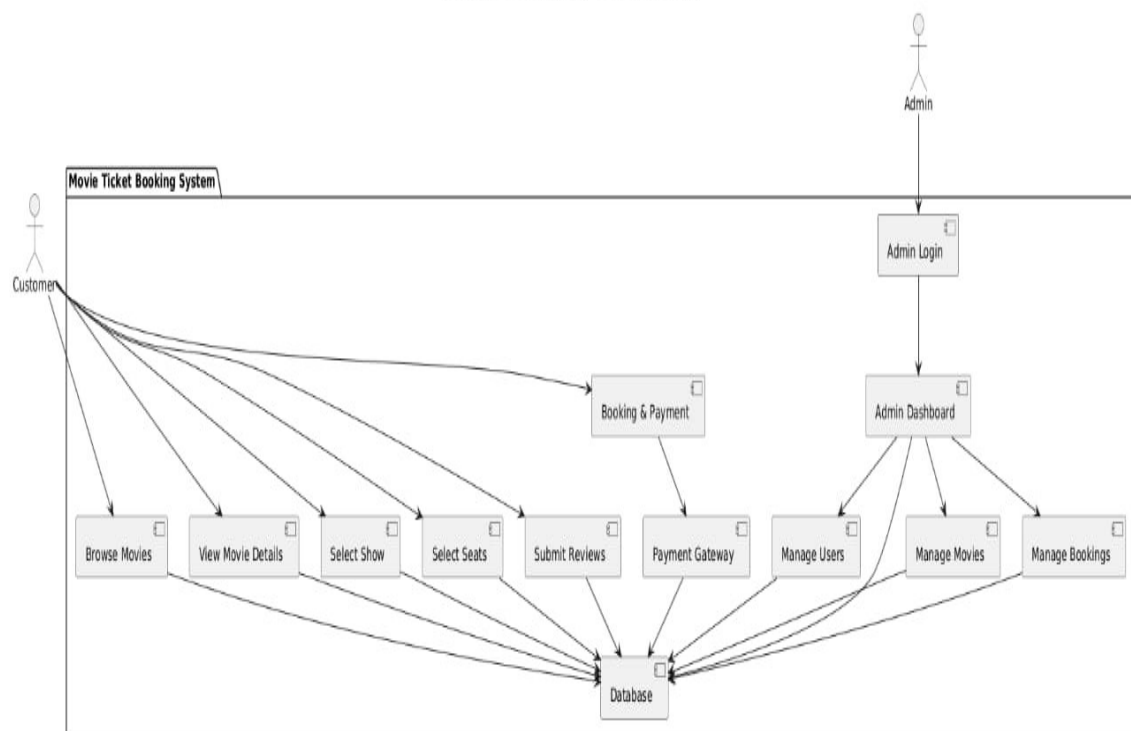 Admin
Movie Ticket Booking System
Admin Login
Customer
Booking & Payment
Admin Dashboard
Browse Movies
View Movie Details
Select Show
Select Seats
Submit Reviews
Payment Gateway
Manage Users
Manage Movies
Manage Bookings
Database